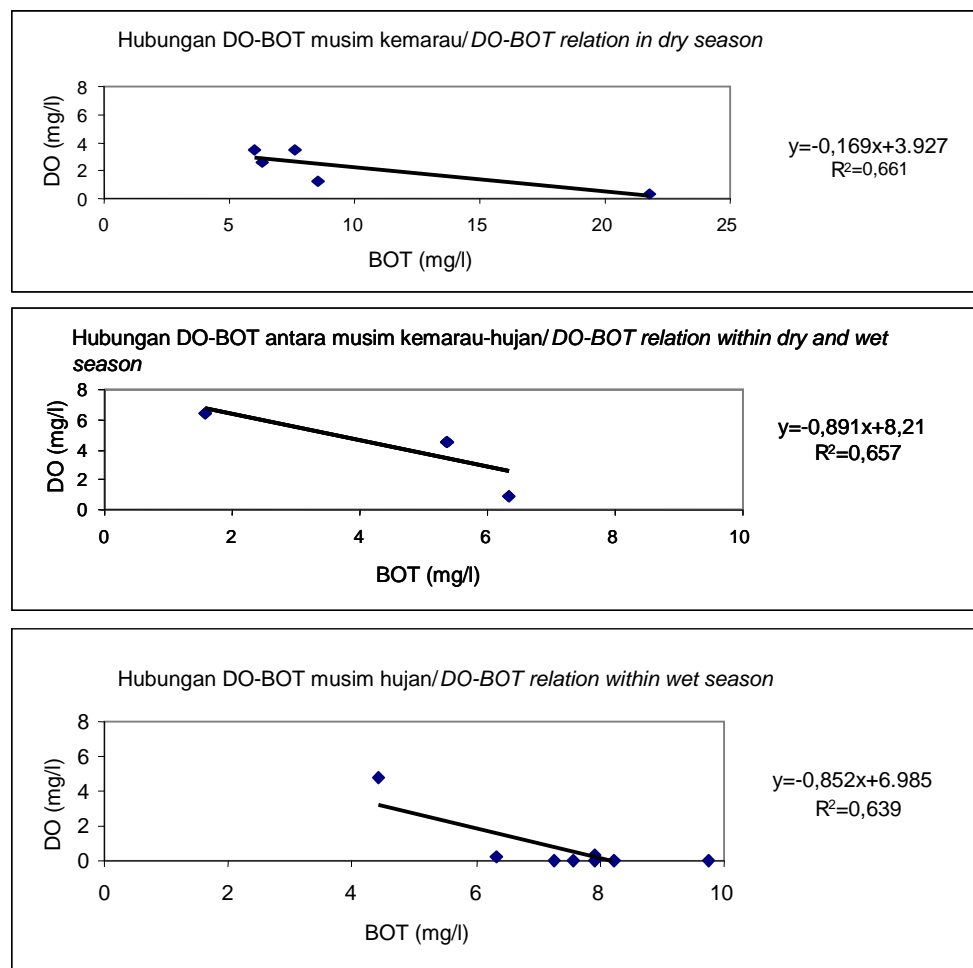 Hubungan DO-BOT musim kemarau/DO-BOT relation in dry season
8
6
4
2
0
DO (mg/l)
0 5 10 15 20 25
BOT (mg/l)
y=-0,169x+3.927
R²=0,661
Hubungan DO-BOT antara musim kemarau-hujan/DO-BOT relation within dry and wet
season
8
6
4
2
0
DO (mg/l)
0 2 4 6 8 10
BOT (mg/l)
y=-0,891x+8,21
R²=0,657
Hubungan DO-BOT musim hujan/DO-BOT relation within wet season
8
6
4
2
0
DO (mg/l)
0 2 4 6 8 10
BOT (mg/l)
y=-0,852x+6.985
R²=0,639